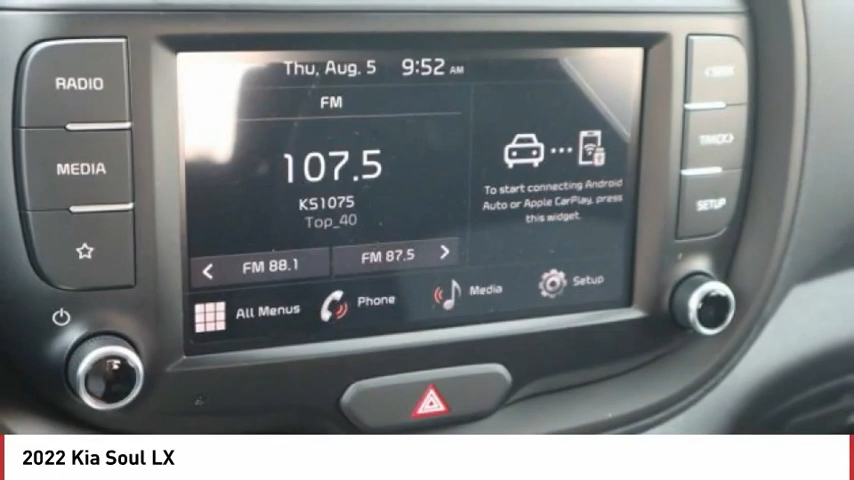 Thu, Aug. 5 9:52 AM
RADIO
FM
107.5
MEDIA
KS1075
Top_40
To start connecting Android
Auto or Apple CarPlay, press
this widget.
SETUP
< FM 88.1 FM 87.5 >
All Menus Phone Media Setup
2022 Kia Soul LX